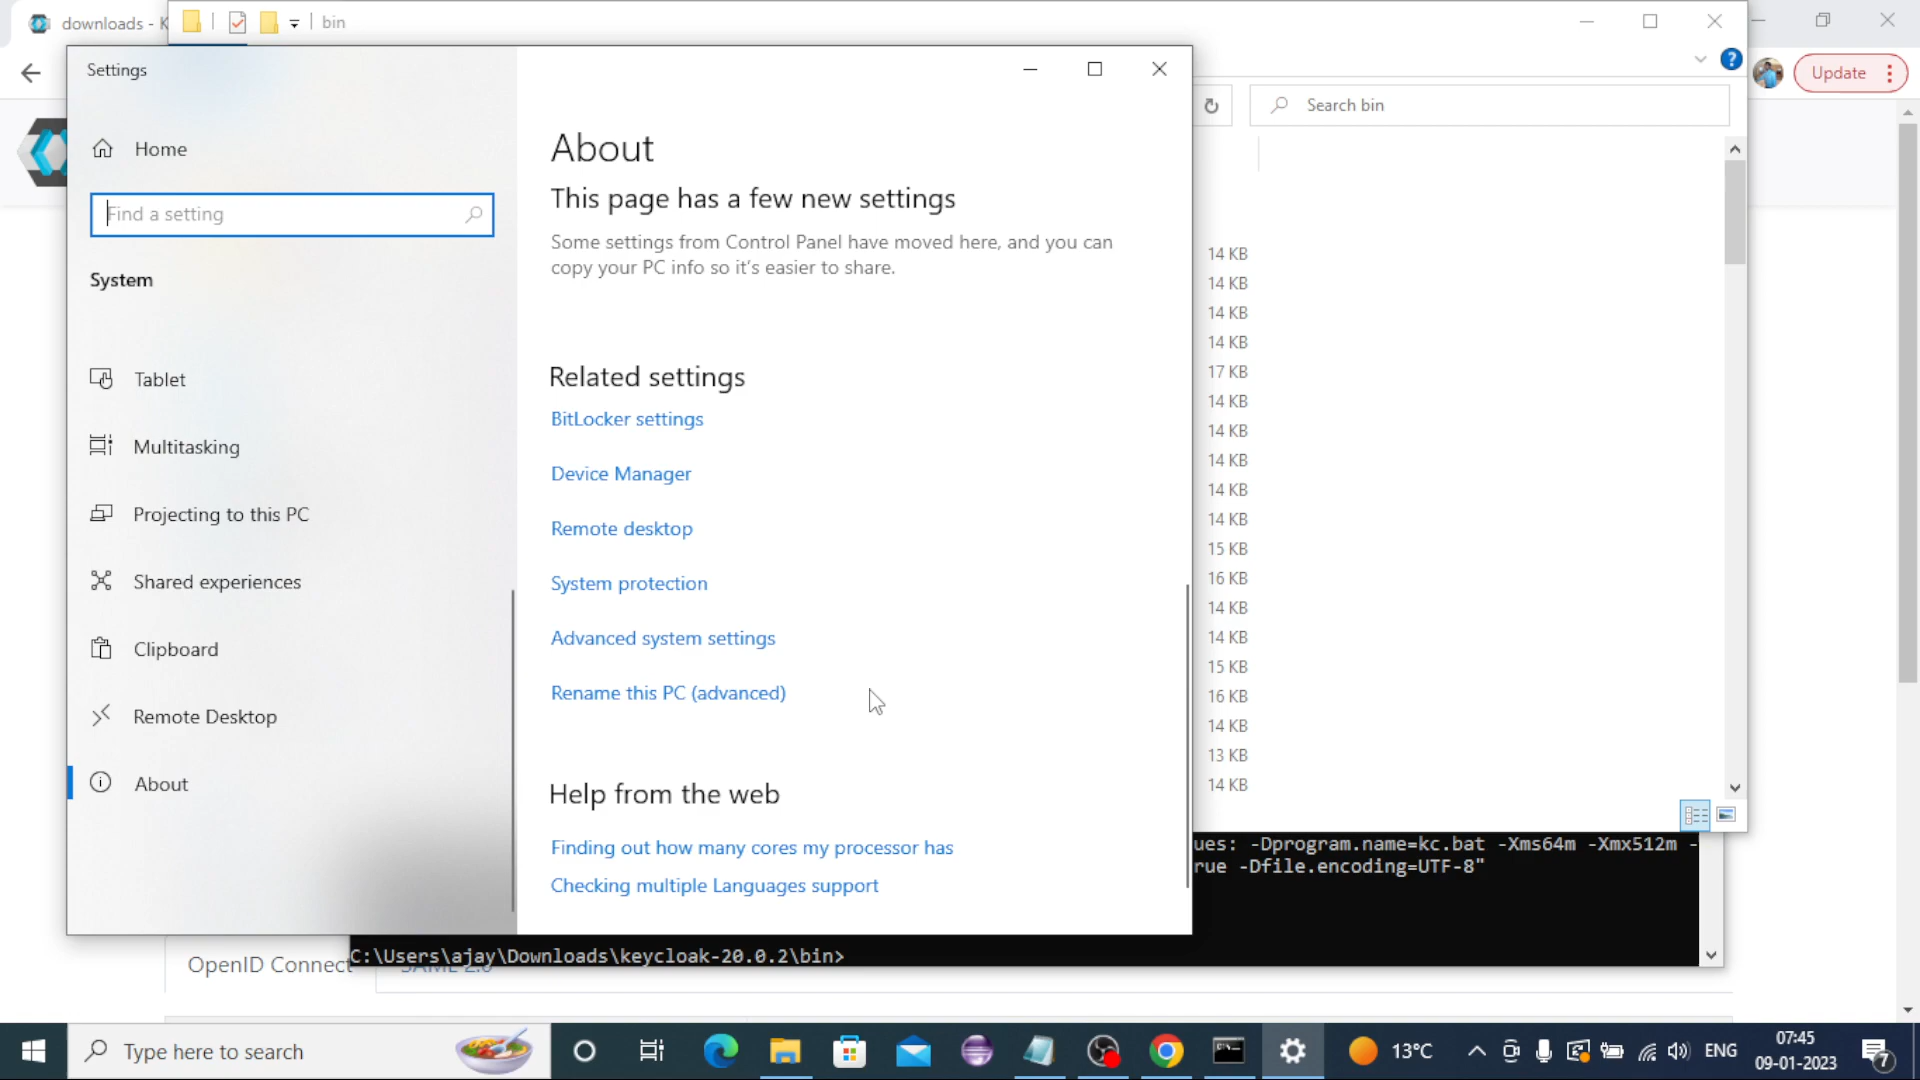 downloads - K
bin
Update
Settings
Home
Find a setting
System
Tablet
Multitasking
Projecting to this PC
Shared experiences
Clipboard
Remote Desktop
About
About
This page has a few new settings
Some settings from Control Panel have moved here, and you can
copy your PC info so it's easier to share.
Related settings
BitLocker settings
Device Manager
Remote desktop
System protection
Advanced system settings
Rename this PC (advanced)
Help from the web
Finding out how many cores my processor has
Checking multiple Languages support
Search bin
14 KB
14 KB
14 KB
14 KB
17 KB
14 KB
14 KB
14 KB
14 KB
14 KB
15 KB
16 KB
14 KB
14 KB
15 KB
16 KB
14 KB
13 KB
14 KB
ues: -Dprogram.name=kc.bat -Xms64m -Xmx512m -
rue -Dfile.encoding=UTF-8"
C:\Users\ajay\Downloads\keycloak-20.0.2\bin>
OpenID Connect
SAML 2.0
Type here to search
13°C
ENG
07:45
09-01-2023
7